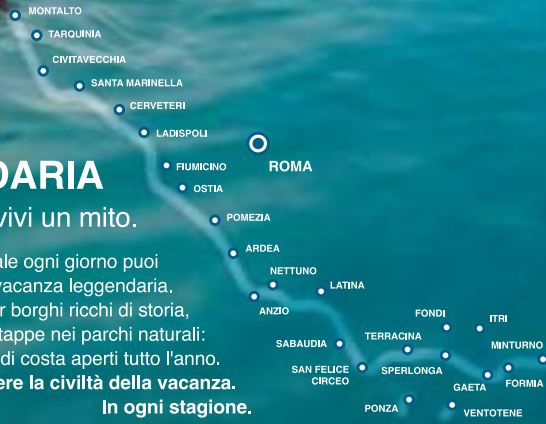 MONTALTO
TARQUINIA
CIVITAVECCHIA
SANTA MARINELLA
CERVETERI
LADISPOLI
ROMA
FIUMICINO
OSTIA
DARIA
vivi un mito.
POMEZIA
ale ogni giorno puoi
vacanza leggendaria,
r borghi ricchi di storia,
tappe nei parchi naturali:
di costa aperti tutto l'anno.
ere la civiltà della vacanza.
In ogni stagione.
ARDEA
NETTUNO
LATINA
ANZIO
SABAUDIA
SAN FELICE
CIRCEO
TERRACINA
FONDI
ITRI
SPERLONGA
MINTURNO
GAETA
FORMIA
PONZA
VENTOTENE